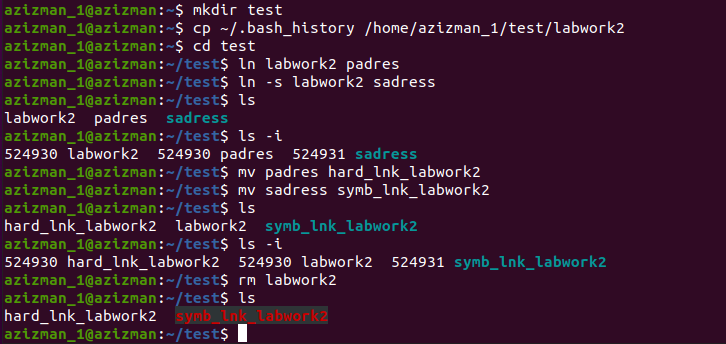 azizman_1@azizman:~$ mkdir test
azizman_1@azizman:~$ cp ~/.bash_history /home/azizman_1/test/labwork2
azizman_1@azizman:~$ cd test
azizman_1@azizman:~/test$ ln labwork2 padres
azizman_1@azizman:~/test$ ln -s labwork2 sadress
azizman_1@azizman:~/test$ ls
labwork2  padres  sadress
azizman_1@azizman:~/test$ ls -i
524930 labwork2  524930 padres  524931 sadress
azizman_1@azizman:~/test$ mv padres hard_lnk_labwork2
azizman_1@azizman:~/test$ mv sadress symb_lnk_labwork2
azizman_1@azizman:~/test$ ls
hard_lnk_labwork2  labwork2  symb_lnk_labwork2
azizman_1@azizman:~/test$ ls -i
524930 hard_lnk_labwork2  524930 labwork2  524931 symb_lnk_labwork2
azizman_1@azizman:~/test$ rm labwork2
azizman_1@azizman:~/test$ ls
hard_lnk_labwork2  symb_lnk_labwork2
azizman_1@azizman:~/test$